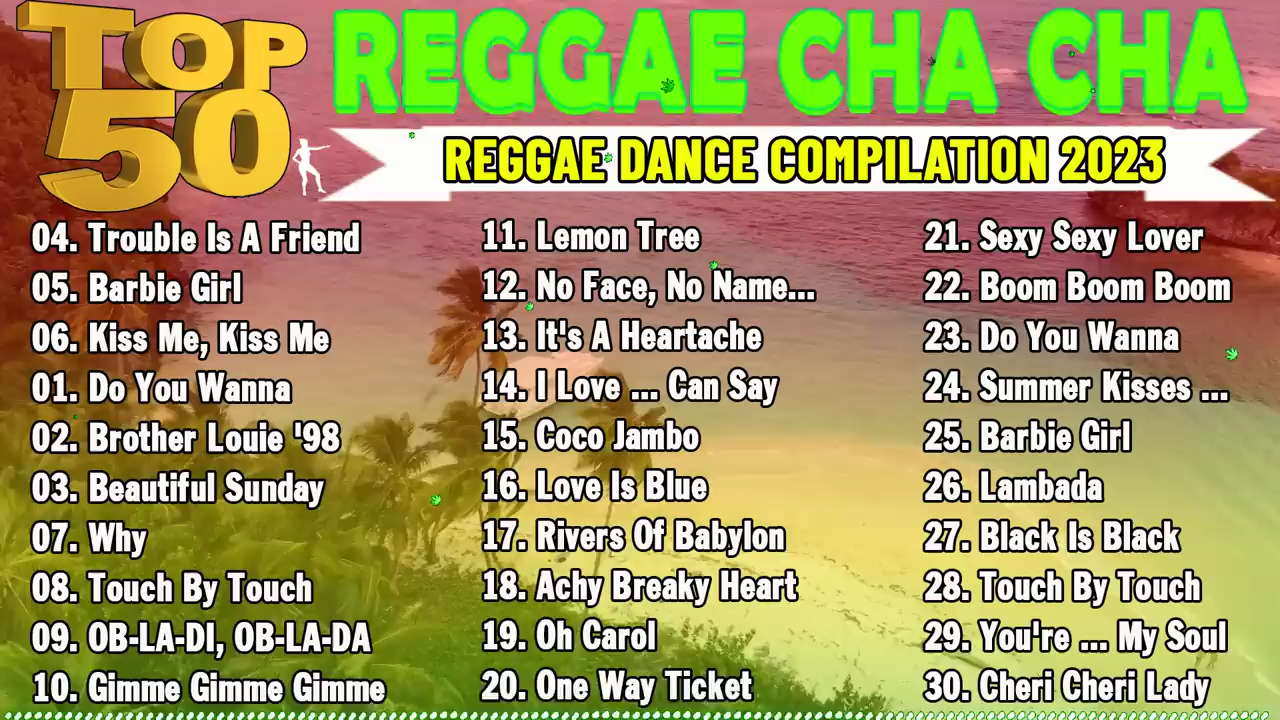 TOP
50
REGGAE CHA CHA
REGGAE DANCE COMPILATION 2023
04. Trouble Is A Friend
05. Barbie Girl
06. Kiss Me, Kiss Me
01. Do You Wanna
02. Brother Louie '98
03. Beautiful Sunday
07. Why
08. Touch By Touch
09. OB-LA-DI, OB-LA-DA
10. Gimme Gimme Gimme
11. Lemon Tree
12. No Face, No Name...
13. It's A Heartache
14. I Love ... Can Say
15. Coco Jambo
16. Love Is Blue
17. Rivers Of Babylon
18. Achy Breaky Heart
19. Oh Carol
20. One Way Ticket
21. Sexy Sexy Lover
22. Boom Boom Boom
23. Do You Wanna
24. Summer Kisses ...
25. Barbie Girl
26. Lambada
27. Black Is Black
28. Touch By Touch
29. You're ... My Soul
30. Cheri Cheri Lady